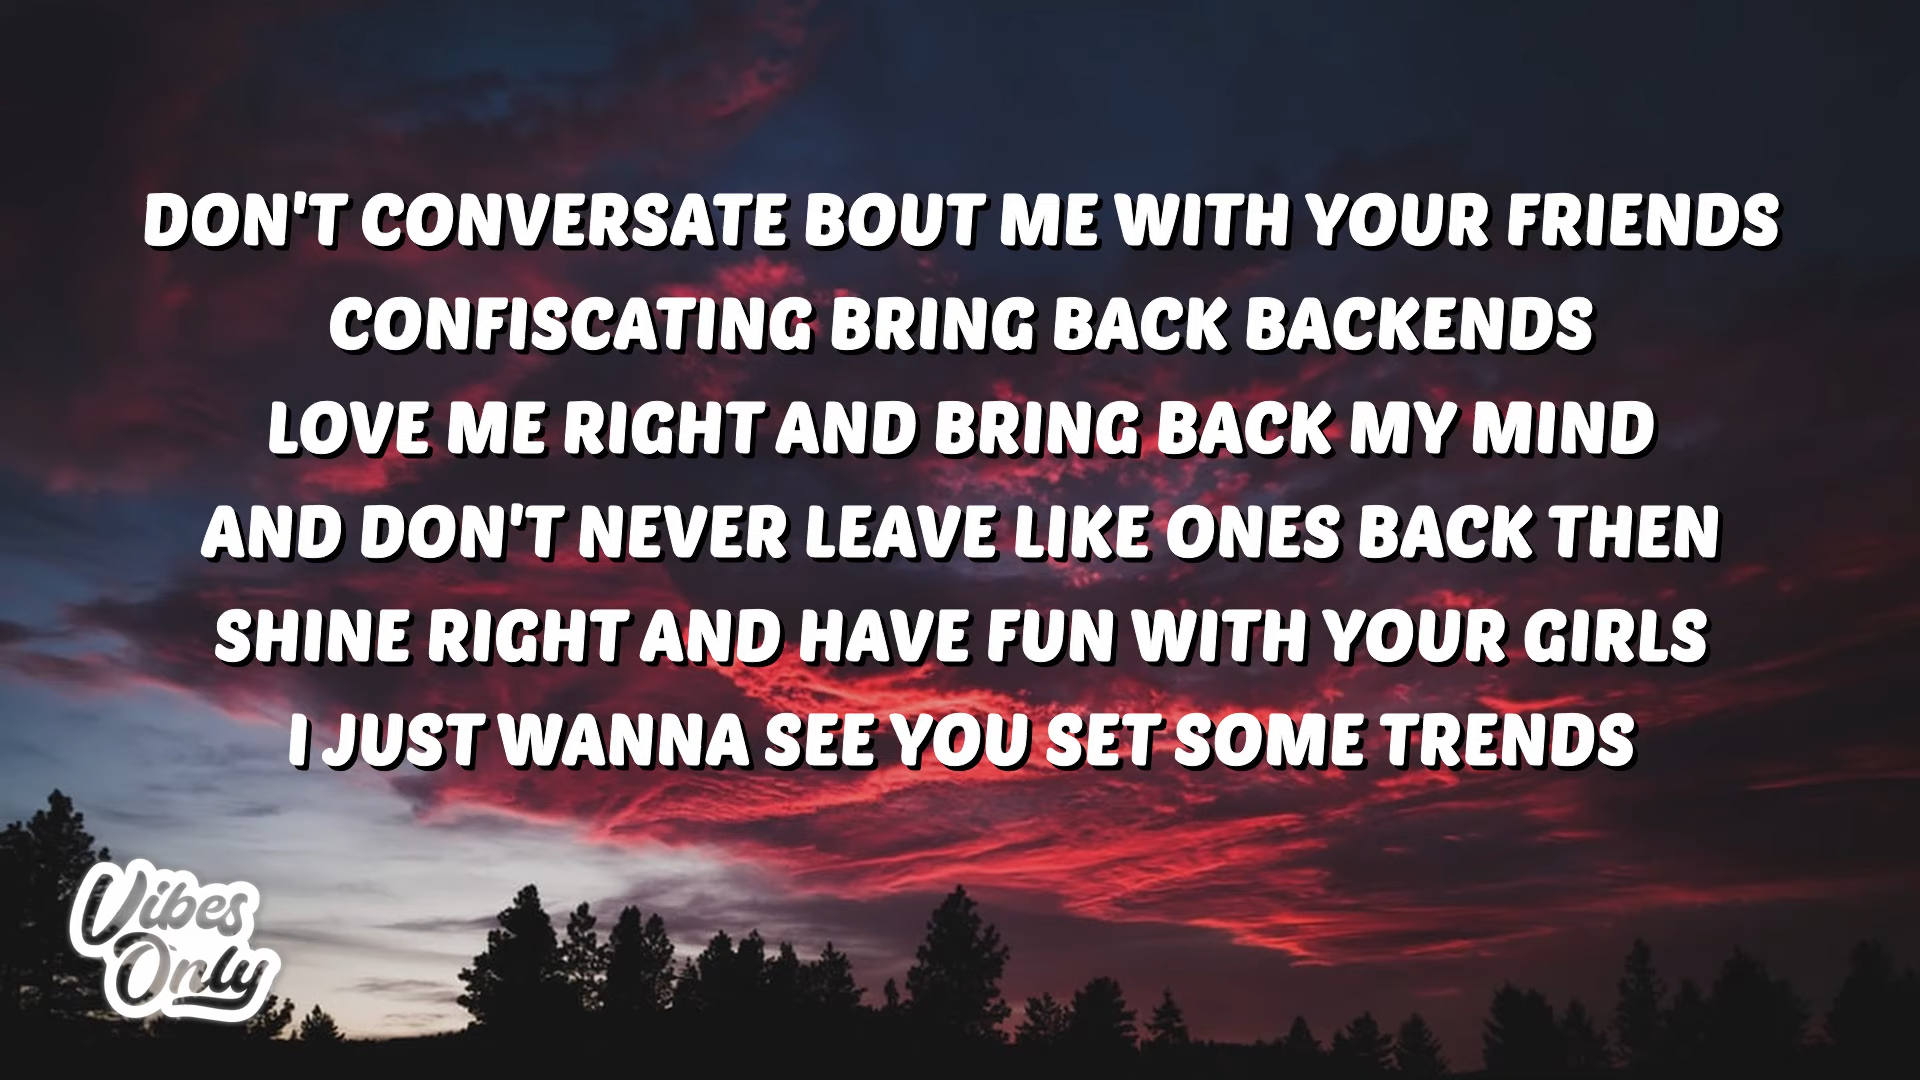 DON'T CONVERSATE BOUT ME WITH YOUR FRIENDS
CONFISCATING BRING BACK BACKENDS
LOVE ME RIGHT AND BRING BACK MY MIND
AND DON'T NEVER LEAVE LIKE ONES BACK THEN
SHINE RIGHT AND HAVE FUN WITH YOUR GIRLS
I JUST WANNA SEE YOU SET SOME TRENDS
Vibes
Only